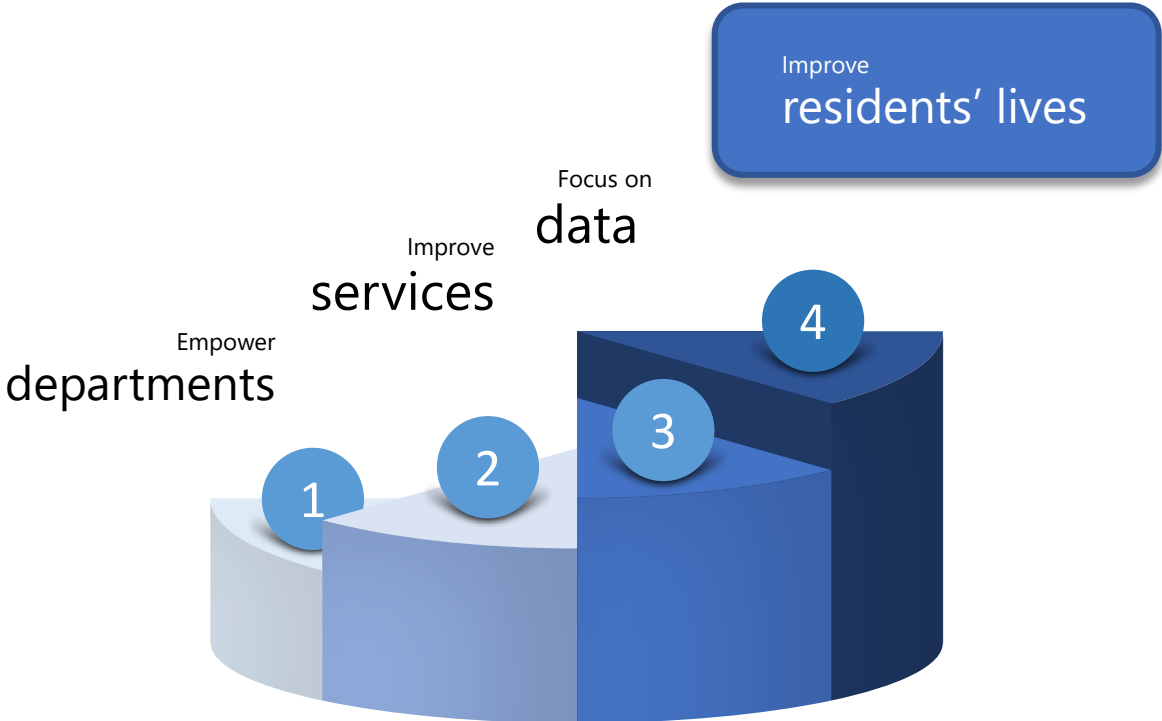 Empower
departments
Improve
services
Focus on
data
Improve
residents’ lives
1
2
3
4